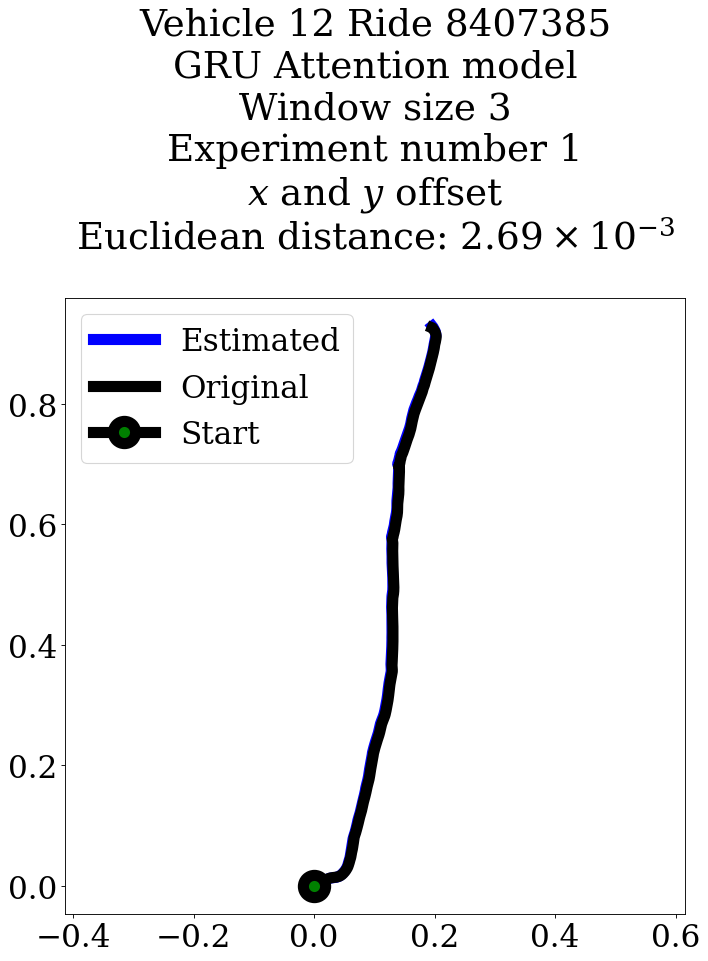 Vehicle 12 Ride 8407385
GRU Attention model
Window size 3
Experiment number 1
x and y offset
Euclidean distance: 2.69 × 10⁻³
Estimated
Original
Start
0.8
0.6
0.4
0.2
0.0
−0.4 −0.2 0.0 0.2 0.4 0.6